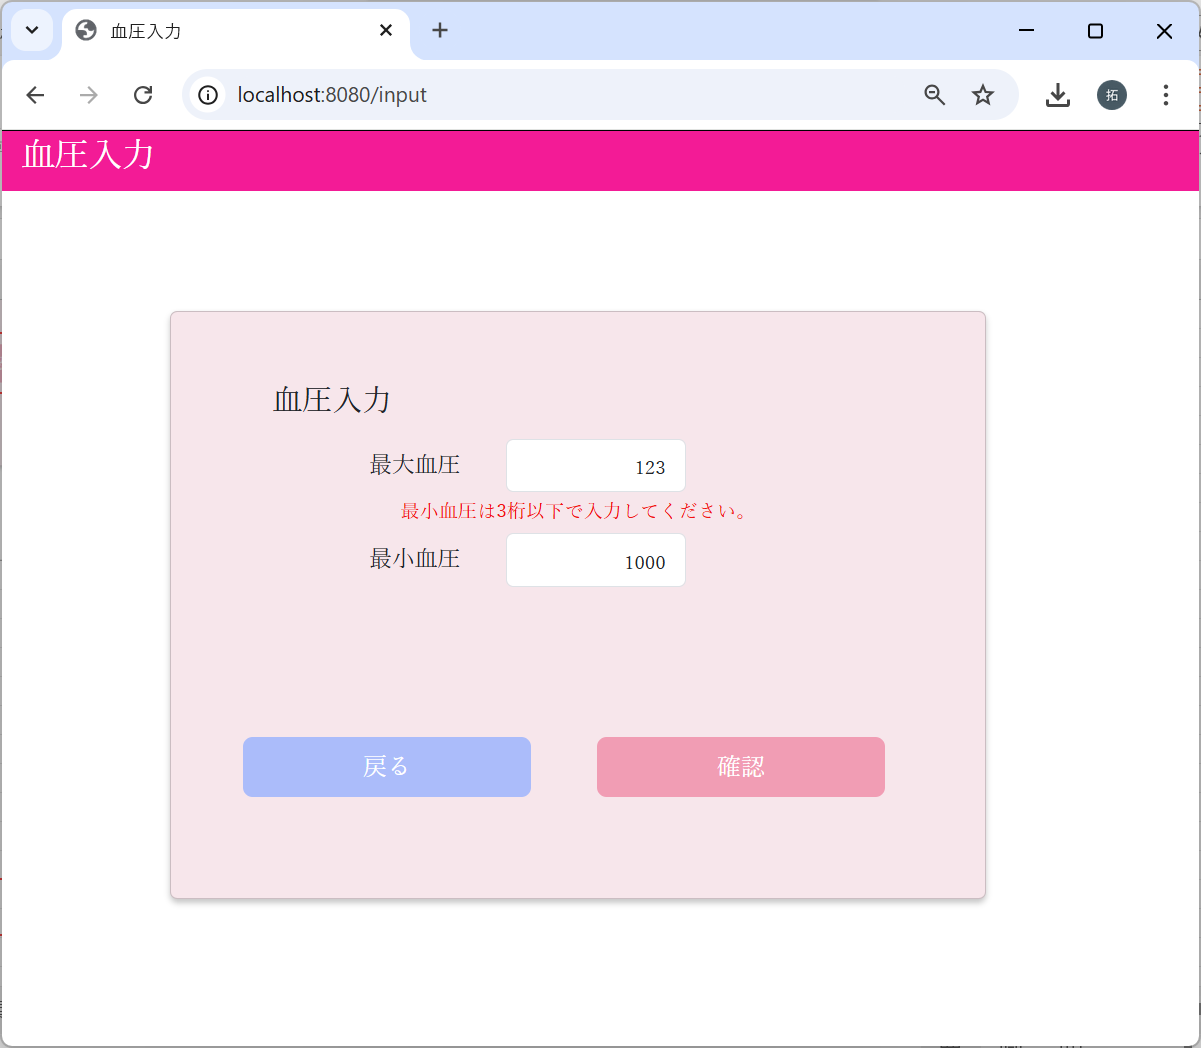 血圧入力
localhost:8080/input
拓
血圧入力
血圧入力
最大血圧 123
最小血圧は3桁以下で入力してください。
最小血圧 1000
戻る 確認